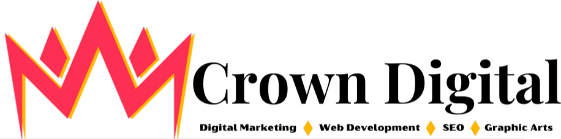 Crown Digital
Digital Marketing ♦ Web Development ♦ SEO ♦ Graphic Arts